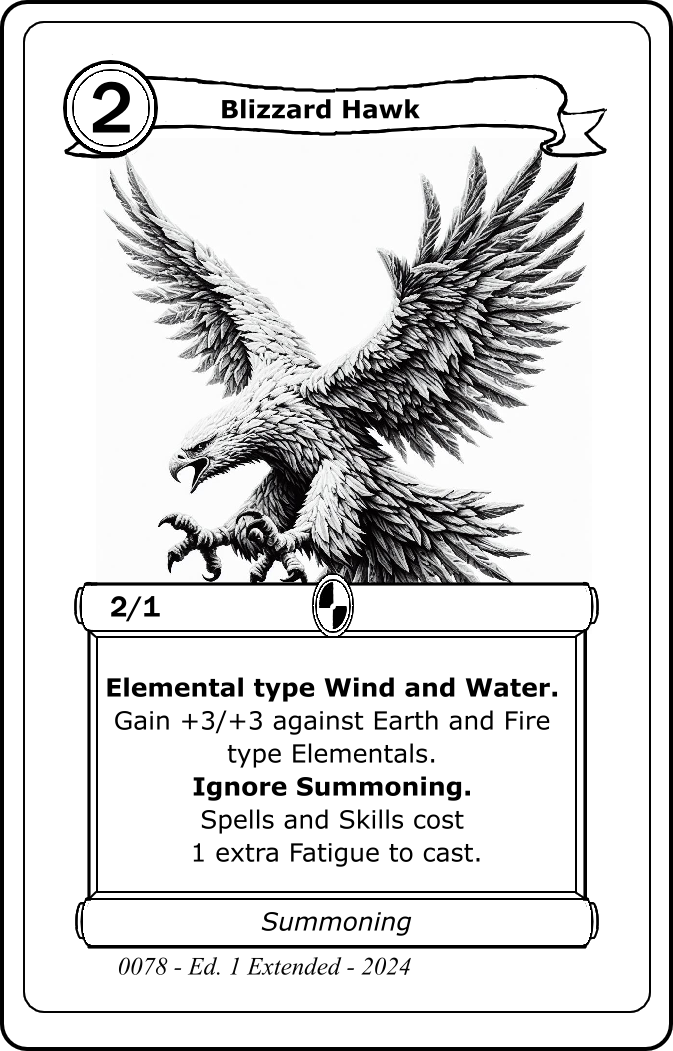 2
Blizzard Hawk
2/1
Elemental type Wind and Water.
Gain +3/+3 against Earth and Fire
type Elementals.
Ignore Summoning.
Spells and Skills cost
1 extra Fatigue to cast.
Summoning
0078 - Ed. 1 Extended - 2024